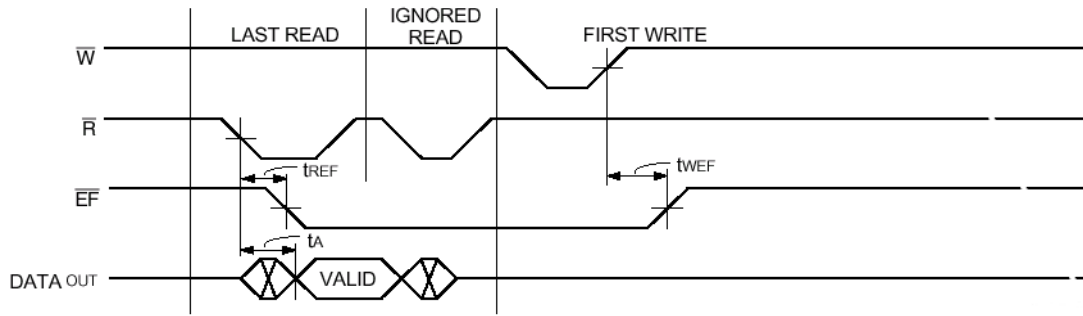 LAST READ
IGNORED
READ
FIRST WRITE
W
R
tREF
tWEF
EF
tA
DATA OUT
VALID